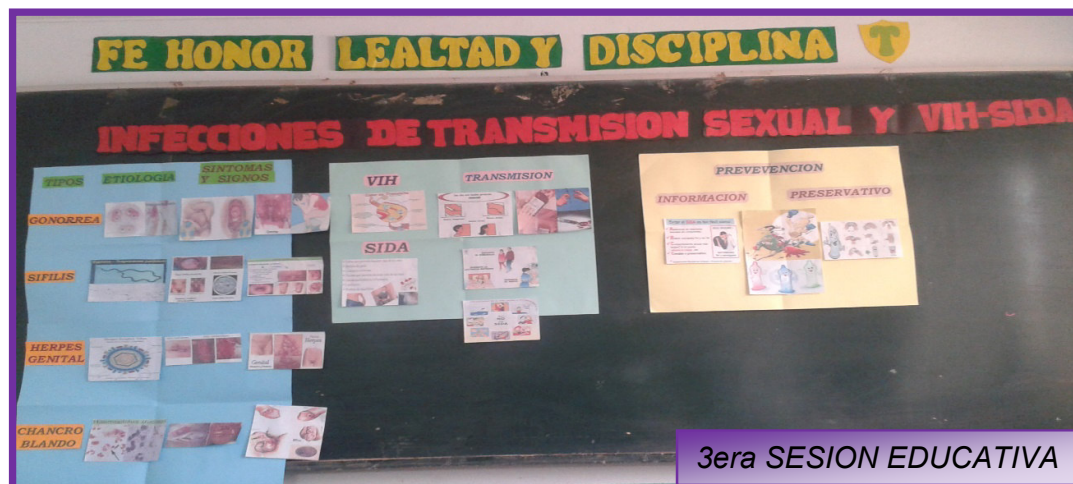 FE HONOR LEALTAD Y DISCIPLINA
T
INFECCIONES DE TRANSMISION SEXUAL Y VIH-SIDA
TIPOS ETIOLOGIA SINTOMAS
Y SIGNOS
GONORREA
SIFILIS
HERPES
GENITAL
CHANCRO
BLANDO
VIH TRANSMISION
SIDA
PREVEVENCION
INFORMACION PRESERVATIVO
3era SESION EDUCATIVA